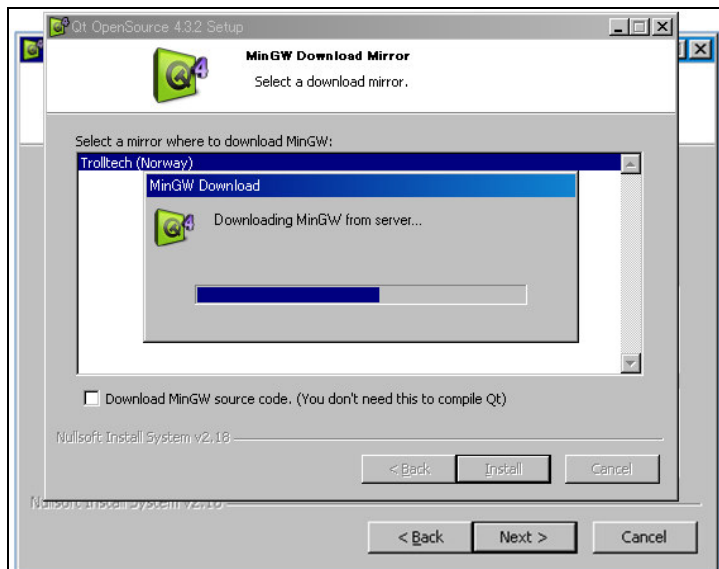 Qt OpenSource 4.3.2 Setup
MinGW Download Mirror
Select a download mirror.
Select a mirror where to download MinGW:
Trolltech (Norway)
MinGW Download
Downloading MinGW from server...
Download MinGW source code. (You don't need this to compile Qt)
Nullsoft Install System v2.18
< Back
Install
Cancel
Nullsoft Install System v2.18
< Back
Next >
Cancel